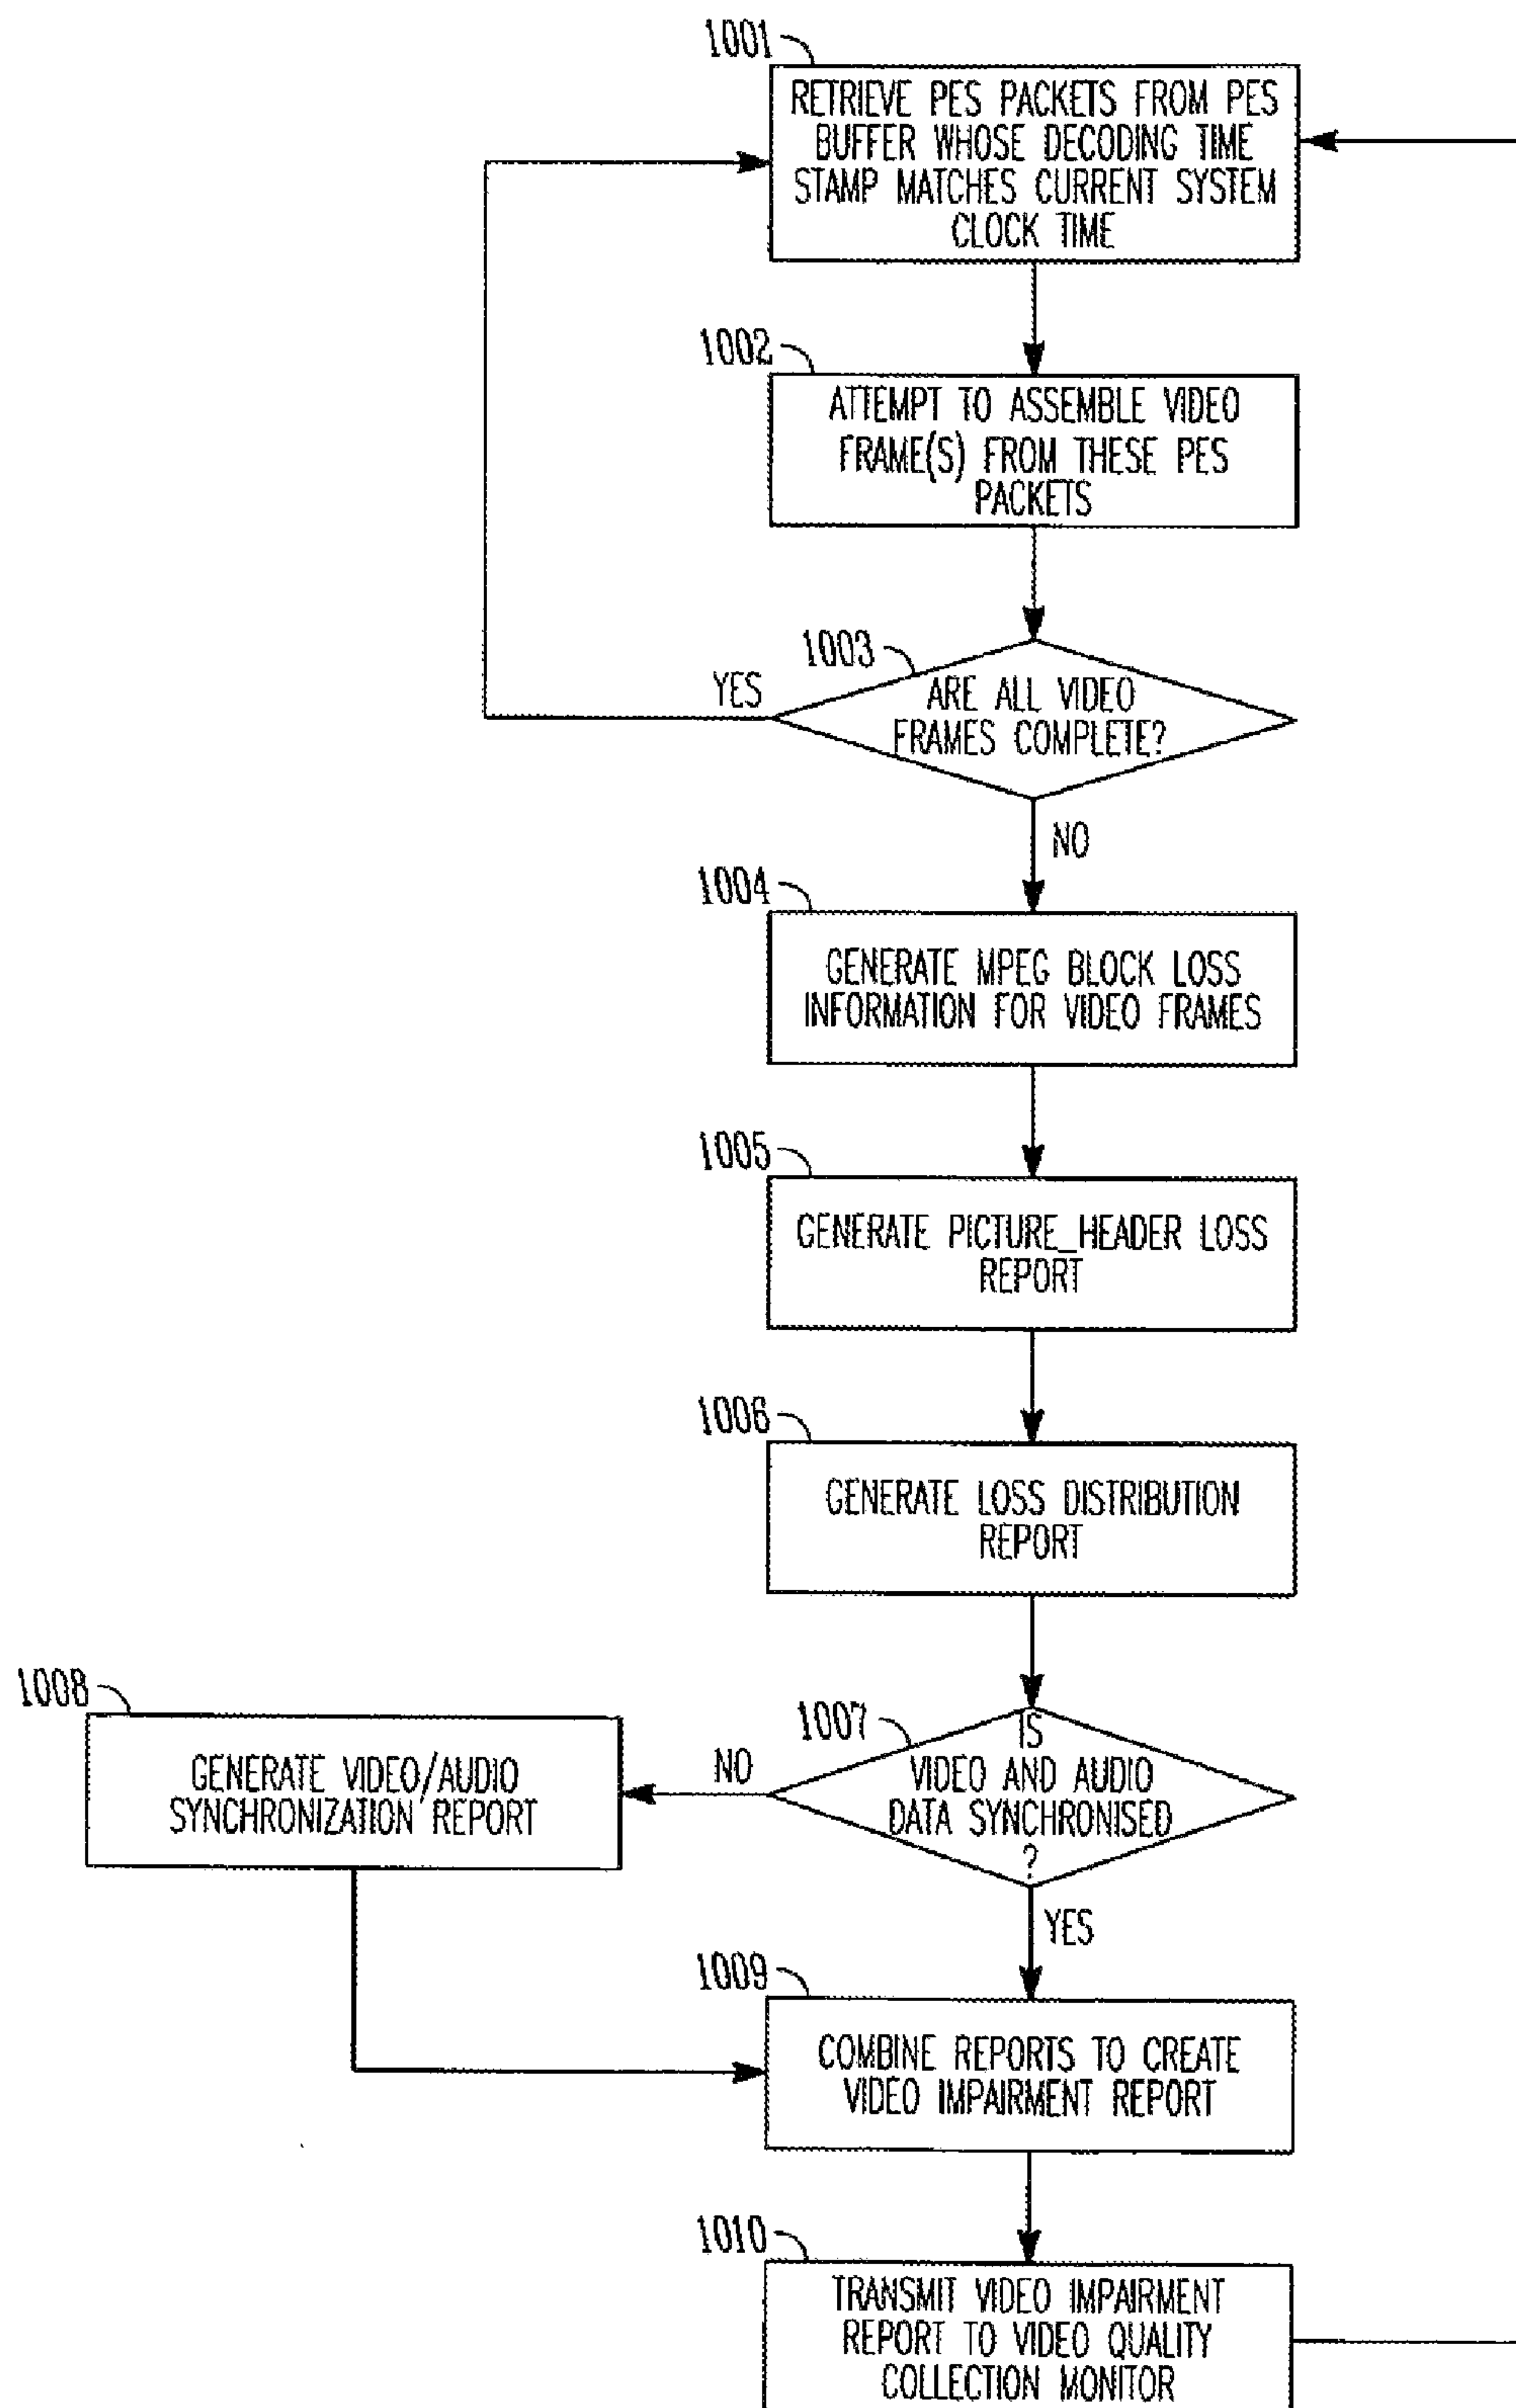 1001
RETRIEVE PES PACKETS FROM PES
BUFFER WHOSE DECODING TIME
STAMP MATCHES CURRENT SYSTEM
CLOCK TIME
1002
ATTEMPT TO ASSEMBLE VIDEO
FRAME(S) FROM THESE PES
PACKETS
1003
ARE ALL VIDEO
FRAMES COMPLETE?
YES
NO
1004
GENERATE MPEG BLOCK LOSS
INFORMATION FOR VIDEO FRAMES
1005
GENERATE PICTURE_HEADER LOSS
REPORT
1006
GENERATE LOSS DISTRIBUTION
REPORT
1007
IS
VIDEO AND AUDIO
DATA SYNCHRONISED
?
NO
YES
1008
GENERATE VIDEO/AUDIO
SYNCHRONIZATION REPORT
1009
COMBINE REPORTS TO CREATE
VIDEO IMPAIRMENT REPORT
1010
TRANSMIT VIDEO IMPAIRMENT
REPORT TO VIDEO QUALITY
COLLECTION MONITOR